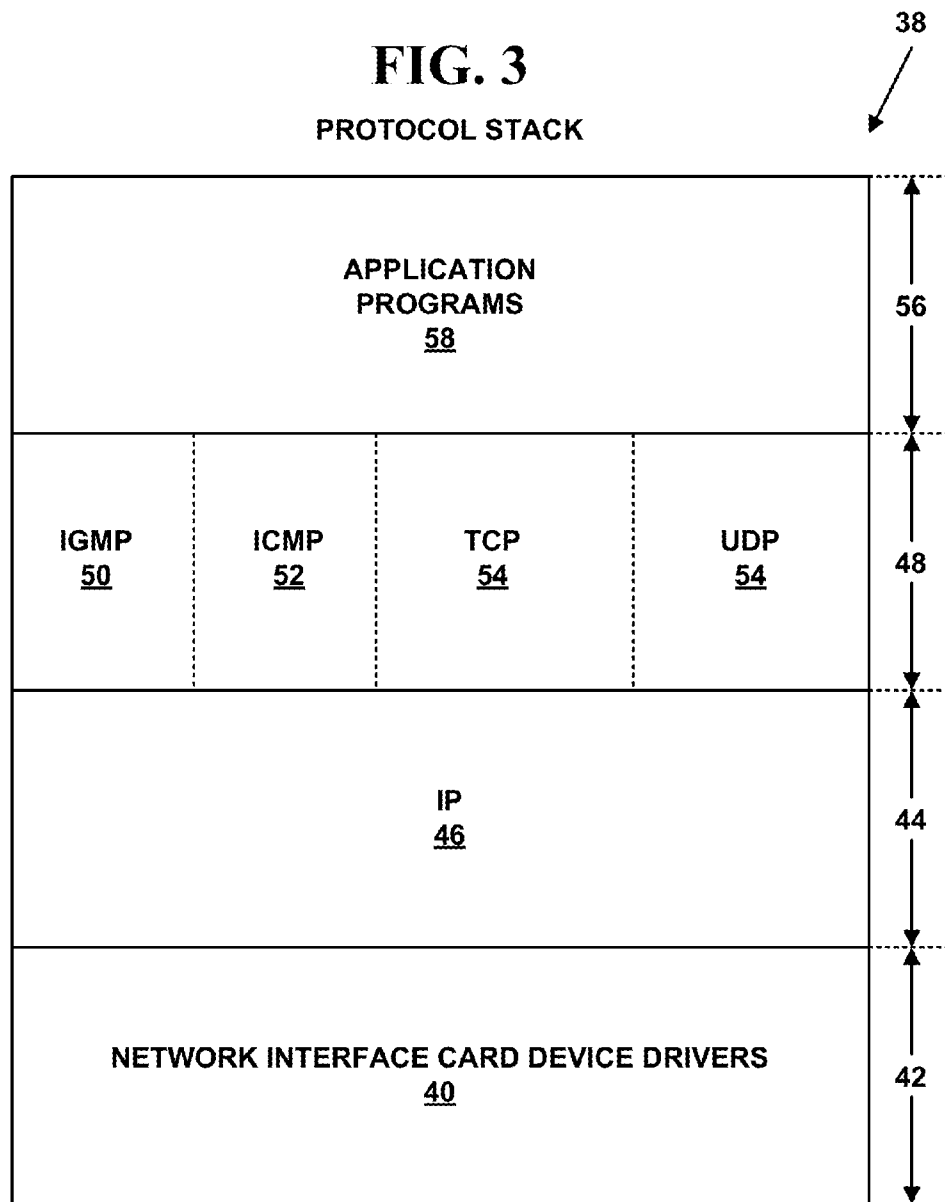 38
FIG. 3
PROTOCOL STACK
APPLICATION
PROGRAMS
58
56
IGMP
50
ICMP
52
TCP
54
UDP
54
48
IP
46
44
NETWORK INTERFACE CARD DEVICE DRIVERS
40
42